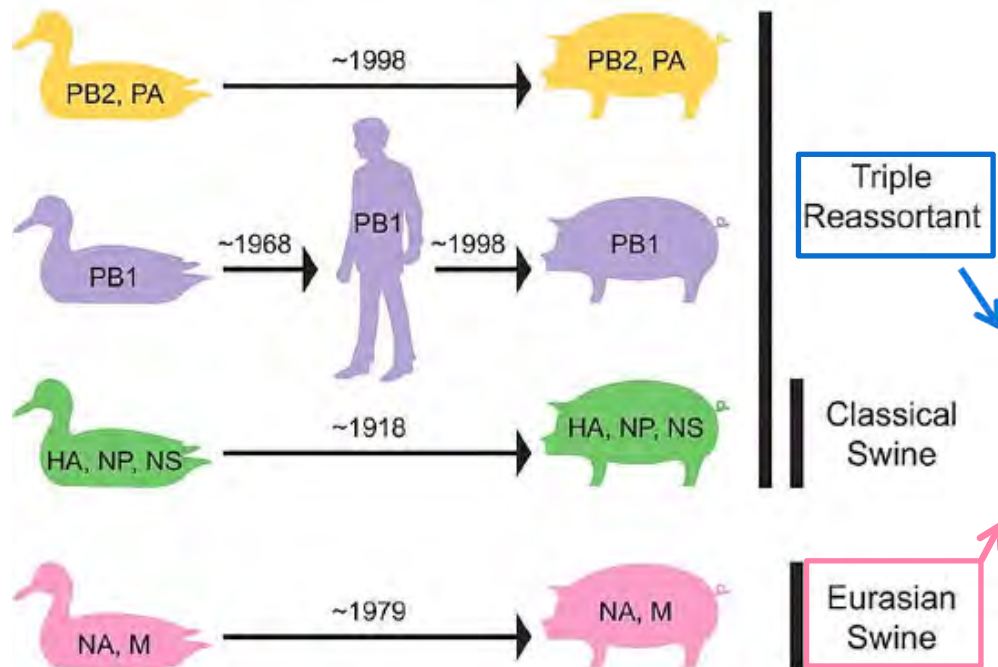 PB2, PA
~1998
PB2, PA
PB1
~1968
PB1
~1998
PB1
Triple
Reassortant
HA, NP, NS
~1918
HA, NP, NS
Classical
Swine
NA, M
~1979
NA, M
Eurasian
Swine